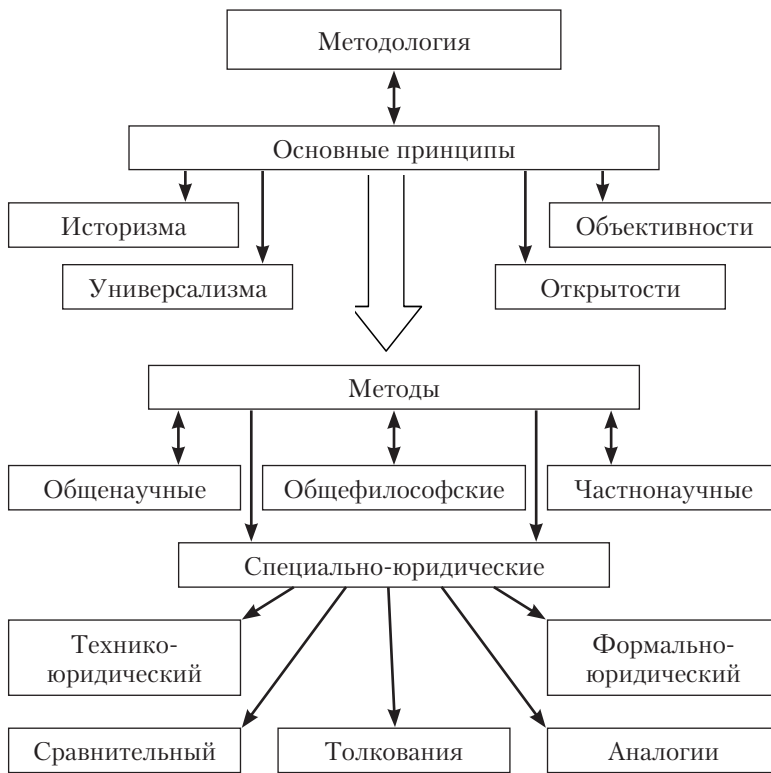 Методология
Основные принципы
Историзма
Объективности
Универсализма
Открытости
Методы
Общенаучные
Общефилософские
Частнонаучные
Специально-юридические
Технико-
юридический
Формально-
юридический
Сравнительный
Толкования
Аналогии